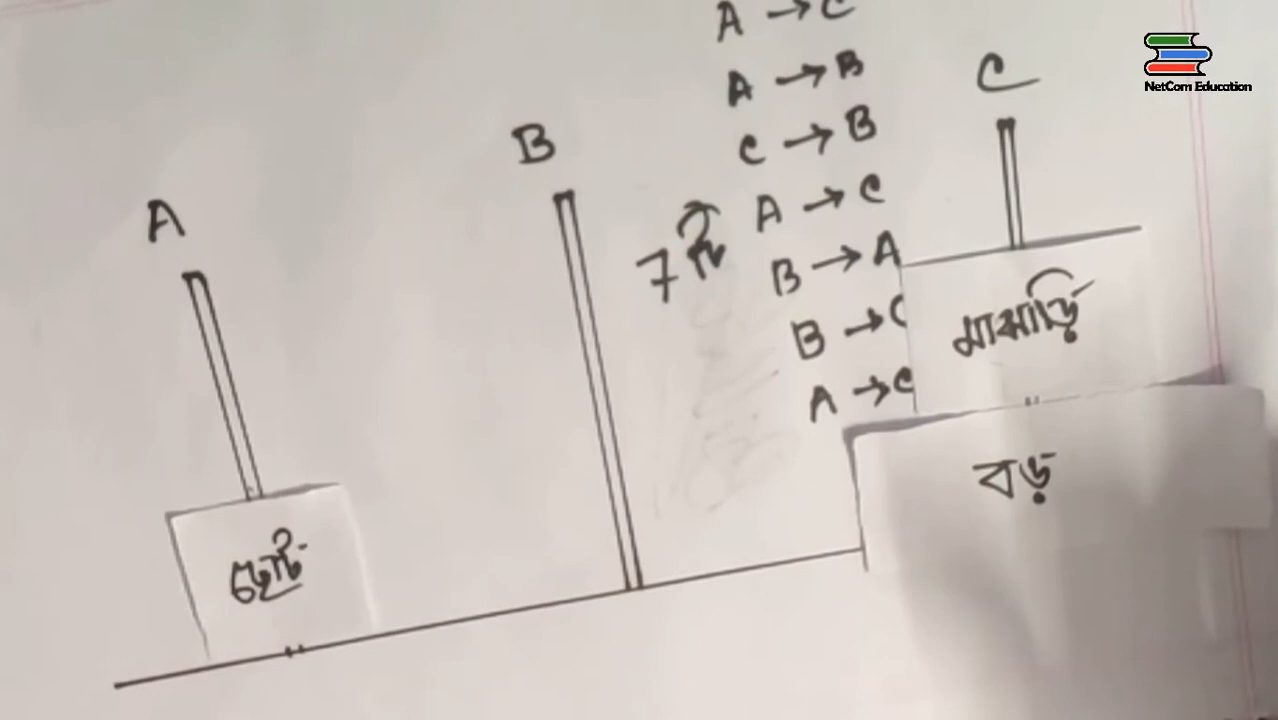 A → C
A → B
C → B
A → C
B → A
B → C
A → C
7 টি
A
B
C
মাঝারি
বড়
NetCom Education